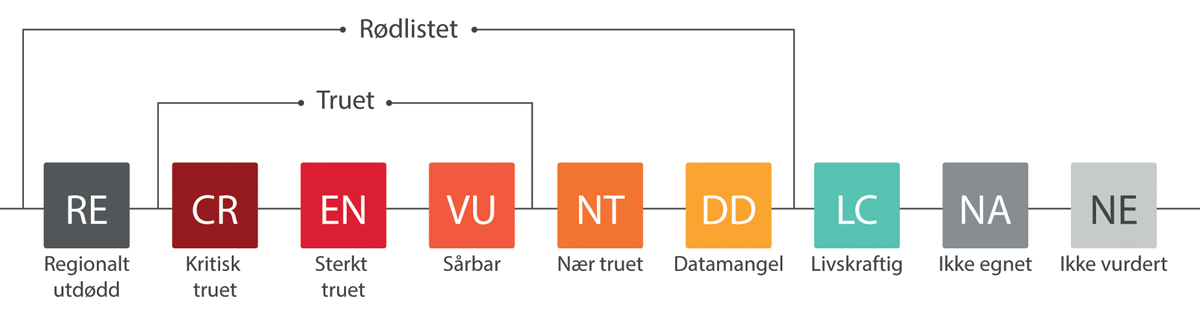 Rødlistet
Truet
RE
CR
EN
VU
NT
DD
LC
NA
NE
Regionalt
utdødd
Kritisk
truet
Sterkt
truet
Sårbar
Nær truet
Datamangel
Livskraftig
Ikke egnet
Ikke vurdert